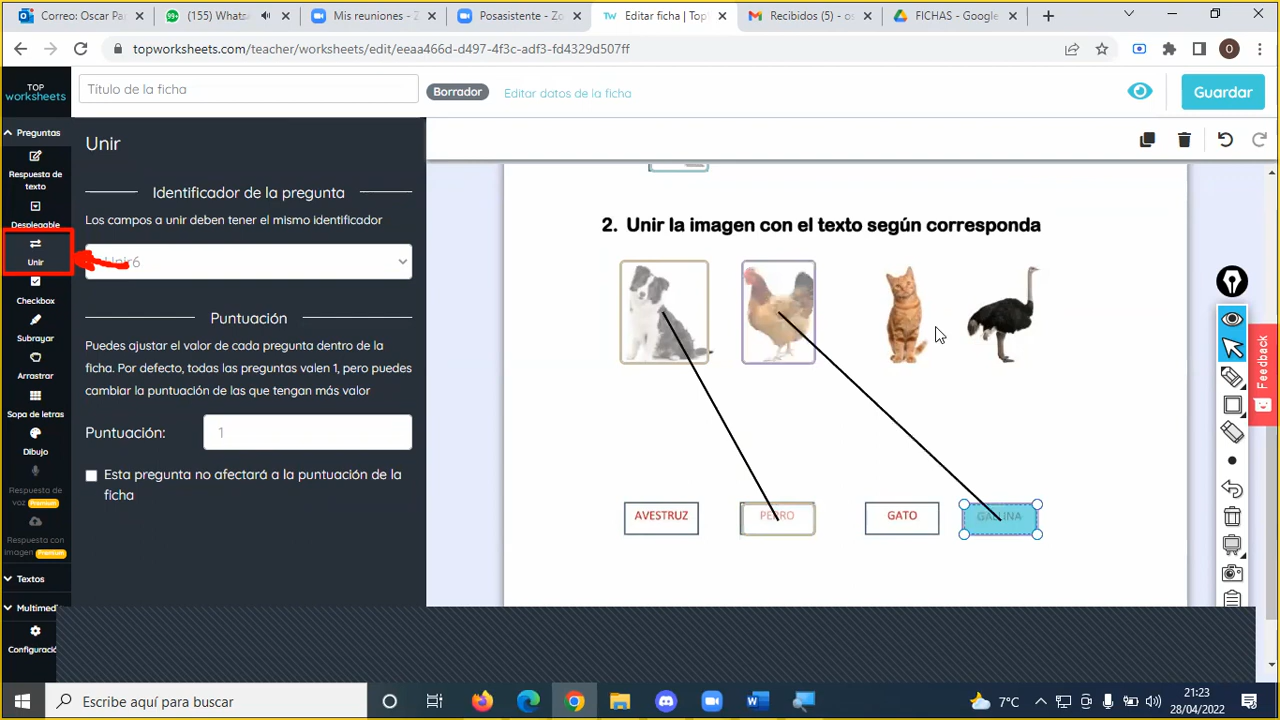 Correo: Oscar Pa
(155) Whats
Mis reuniones - Z
Posasistente - Zo
Editar ficha | Topl
Recibidos (5) - os
FICHAS - Google
topworksheets.com/teacher/worksheets/edit/eeaa466d-d497-4f3c-adf3-fd4329d507ff
O
TOP
worksheets
Título de la ficha
Borrador
Editar datos de la ficha
Guardar
Preguntas
Respuesta de
texto
Desplegable
Unir
Checkbox
Subrayar
Arrastrar
Sopa de letras
Dibujo
Respuesta de
voz Premium
Respuesta con
imagen Premium
Textos
Multimed
Configuració
Unir
Identificador de la pregunta
Los campos a unir deben tener el mismo identificador
Unir6
Puntuación
Puedes ajustar el valor de cada pregunta dentro de la
ficha. Por defecto, todas las preguntas valen 1, pero puedes
cambiar la puntuación de las que tengan más valor
Puntuación:
1
Esta pregunta no afectará a la puntuación de la
ficha
2. Unir la imagen con el texto según corresponda
AVESTRUZ
PERRO
GATO
GALLINA
Feedback
Escribe aquí para buscar
7°C
21:23
28/04/2022